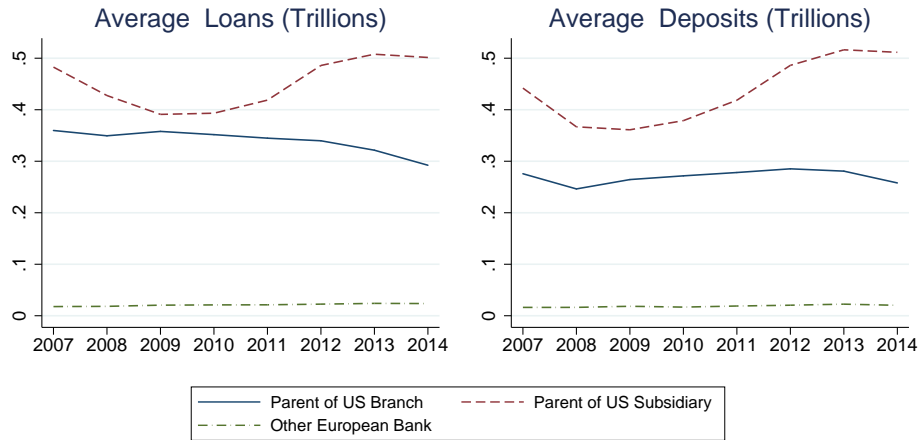 Average Loans (Trillions)
.5
.4
.3
.2
.1
0
2007 2008 2009 2010 2011 2012 2013 2014
Average Deposits (Trillions)
.5
.4
.3
.2
.1
0
2007 2008 2009 2010 2011 2012 2013 2014
Parent of US Branch
Parent of US Subsidiary
Other European Bank